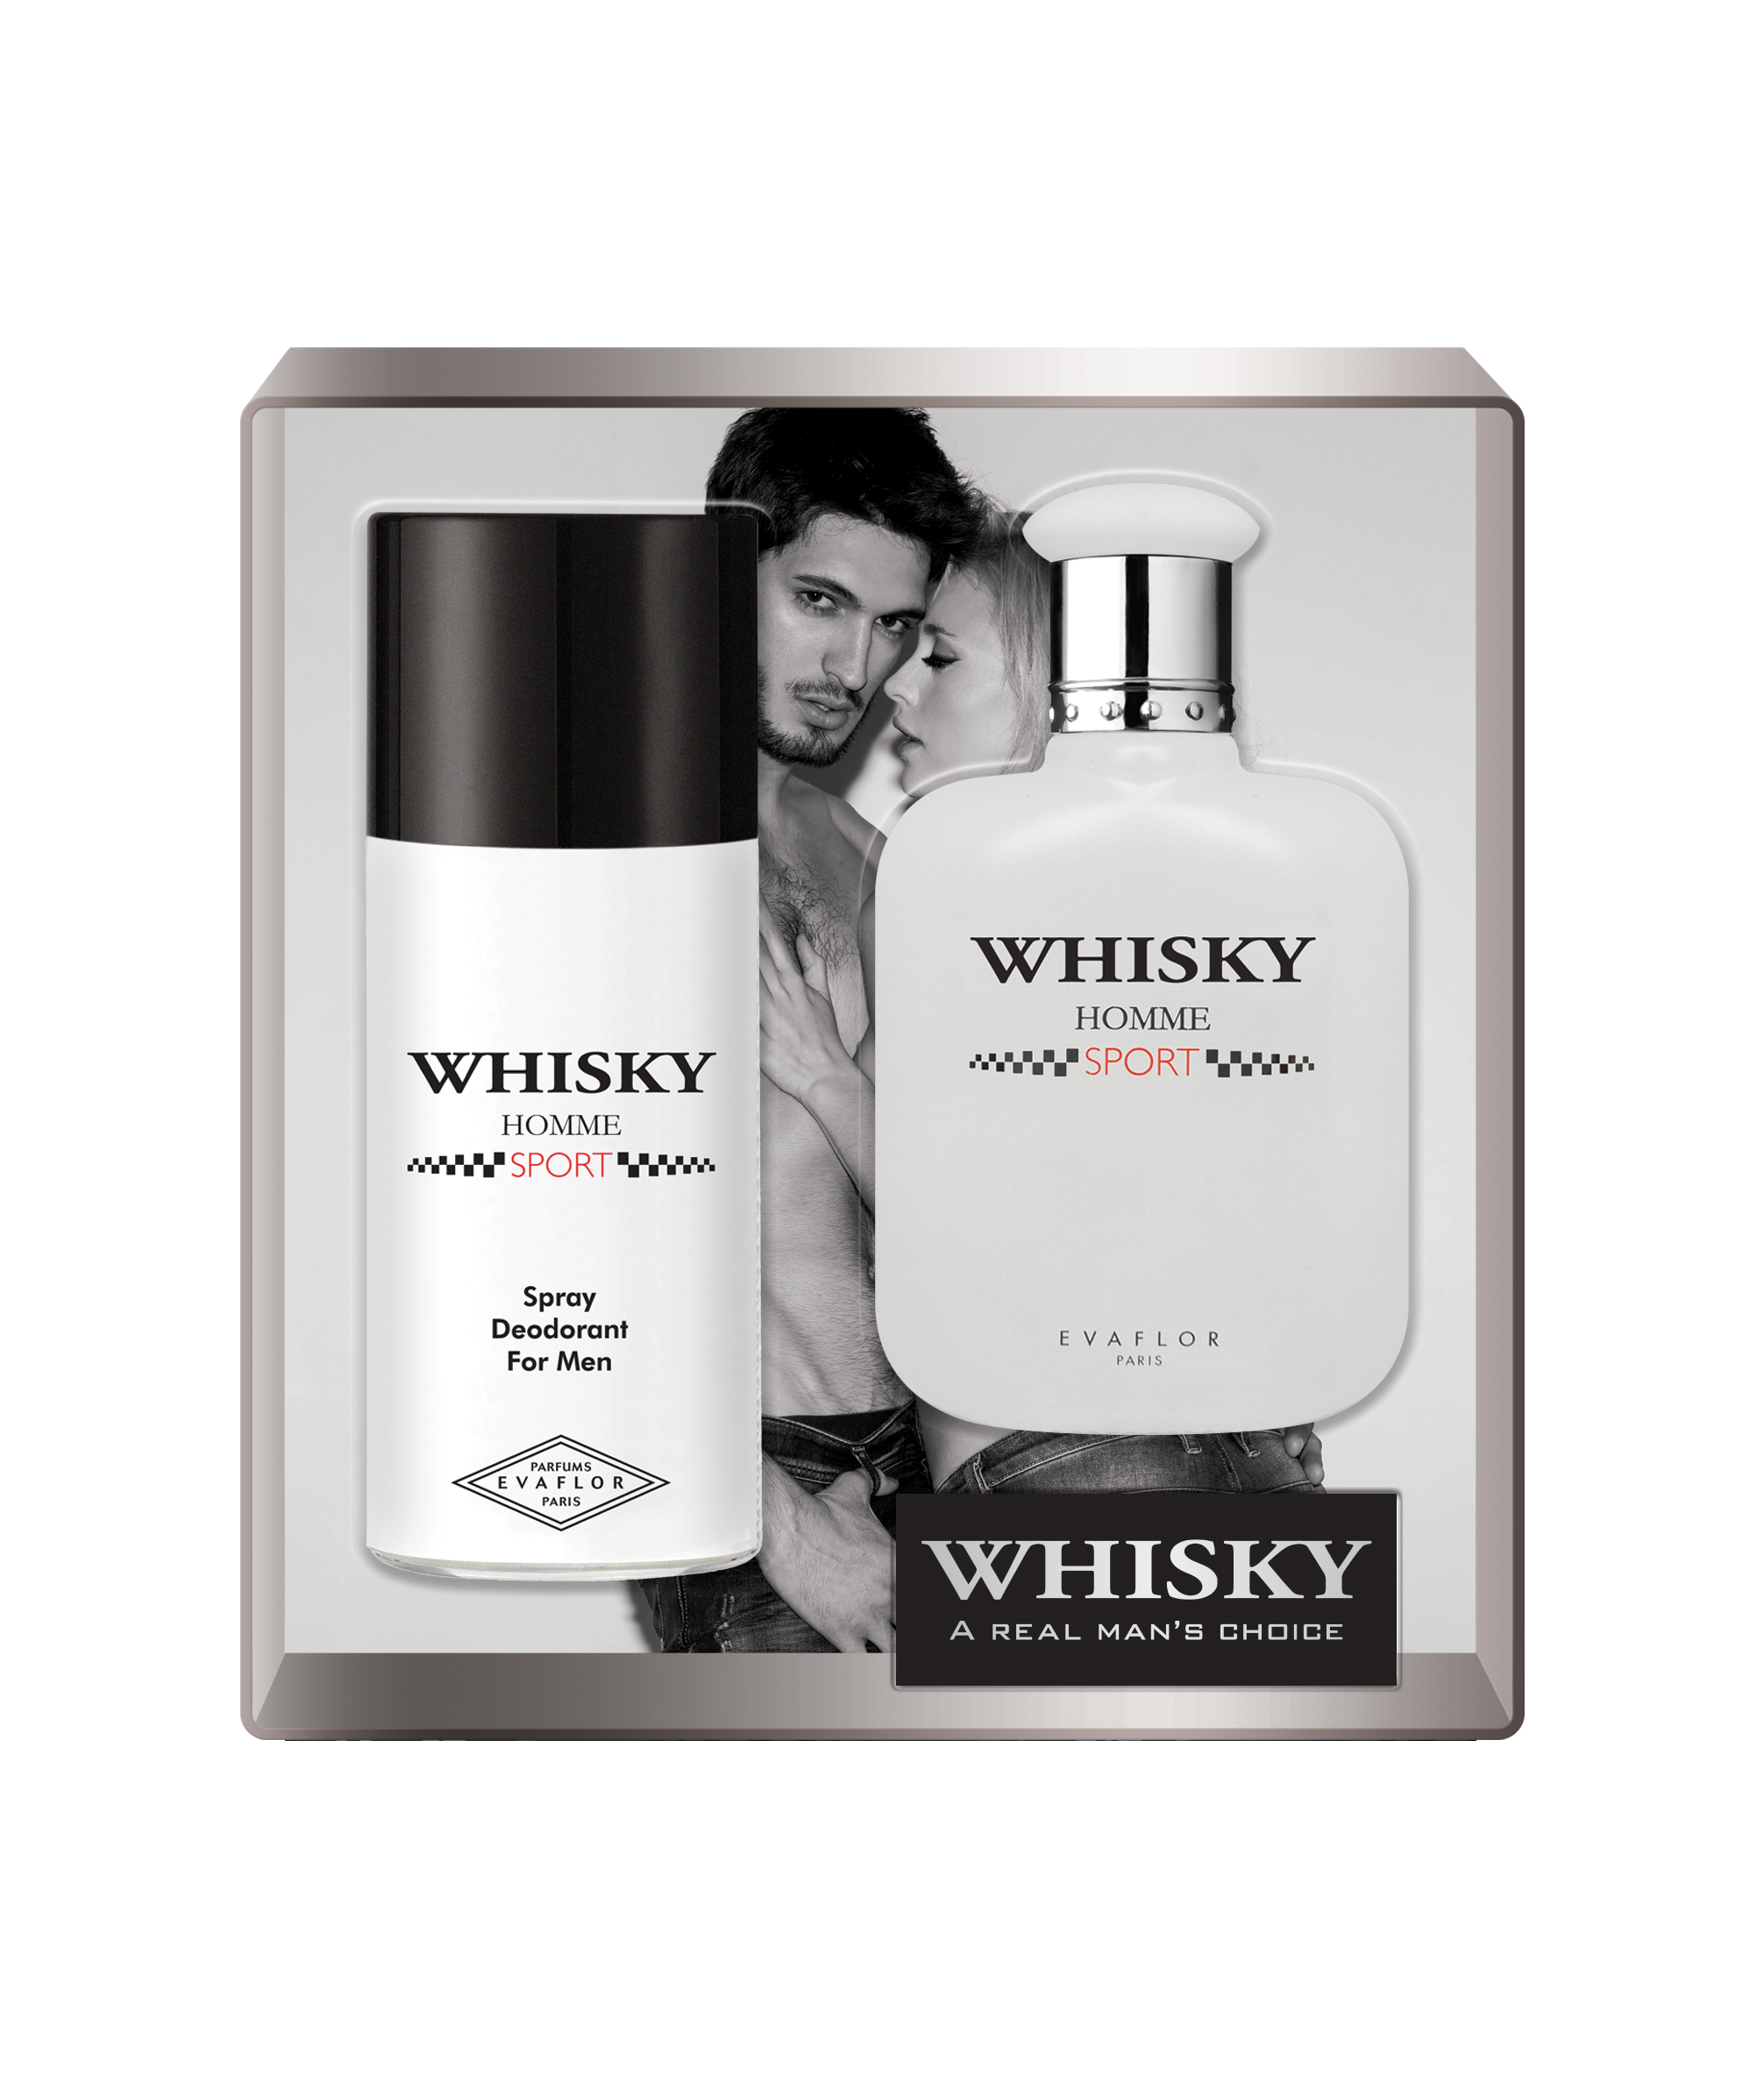 WHISKY
HOMME
SPORT
Spray
Deodorant
For Men
PARFUMS
EVAFLOR
PARIS
WHISKY
HOMME
SPORT
EVAFLOR
PARIS
WHISKY
A REAL MAN'S CHOICE